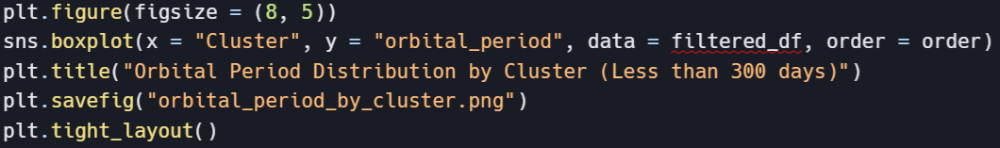 plt.figure(figsize = (8, 5))
sns.boxplot(x = "Cluster", y = "orbital_period", data = filtered_df, order = order)
plt.title("Orbital Period Distribution by Cluster (Less than 300 days)")
plt.savefig("orbital_period_by_cluster.png")
plt.tight_layout()